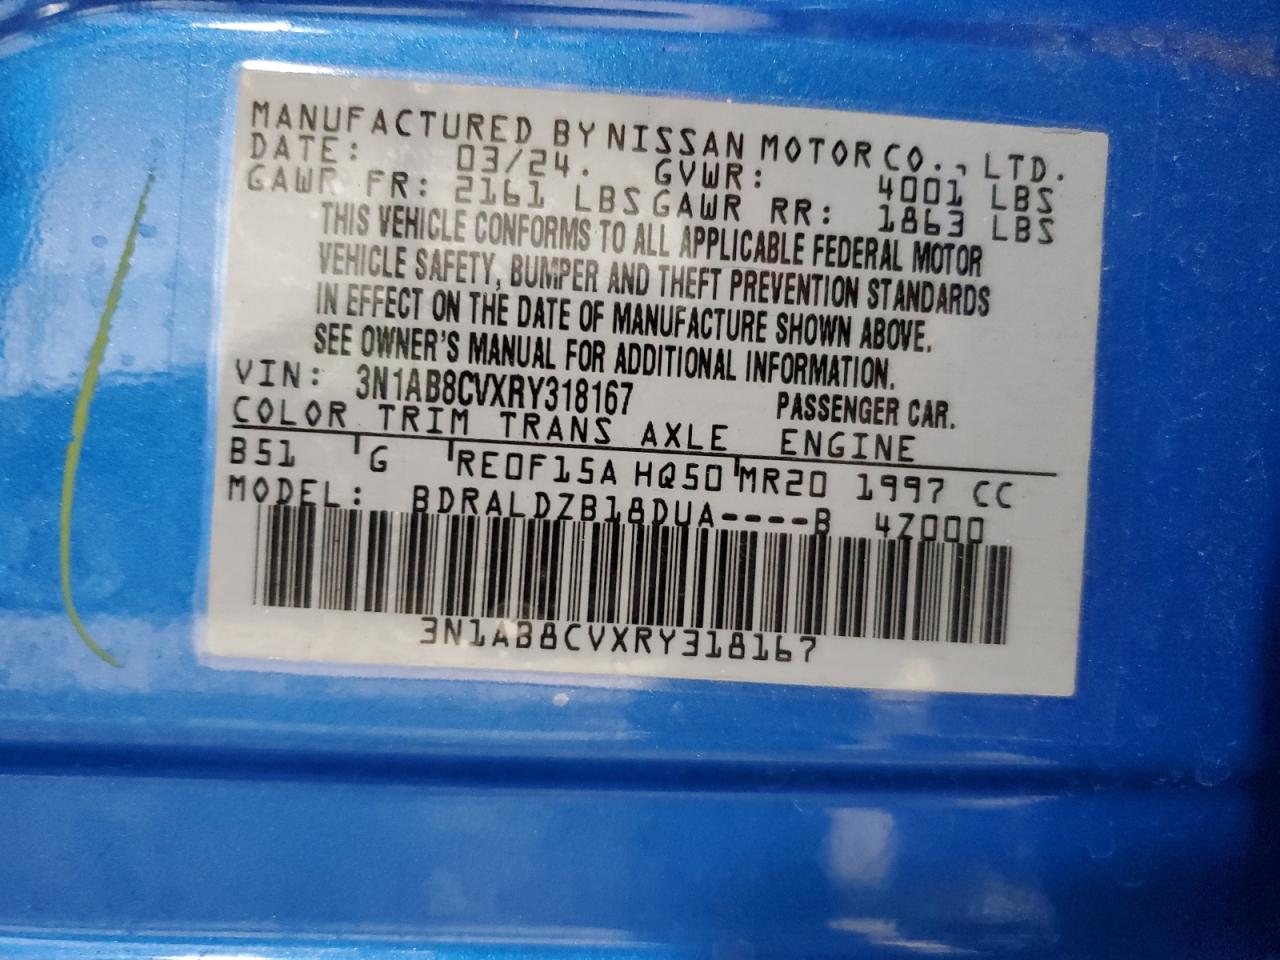 MANUFACTURED BY NISSAN MOTOR CO., LTD.
DATE: 03/24. GVWR: 4001 LBS
GAWR FR: 2161 LBS GAWR RR: 1863 LBS
THIS VEHICLE CONFORMS TO ALL APPLICABLE FEDERAL MOTOR
VEHICLE SAFETY, BUMPER AND THEFT PREVENTION STANDARDS
IN EFFECT ON THE DATE OF MANUFACTURE SHOWN ABOVE.
SEE OWNER'S MANUAL FOR ADDITIONAL INFORMATION.
VIN: 3N1AB8CVXRY318167 PASSENGER CAR.
COLOR TRIM TRANS AXLE ENGINE
B51 G RE0F15A HQ50 MR20 1997 CC
MODEL: BDRALDZB18DUA----B 4Z000
3N1AB8CVXRY318167